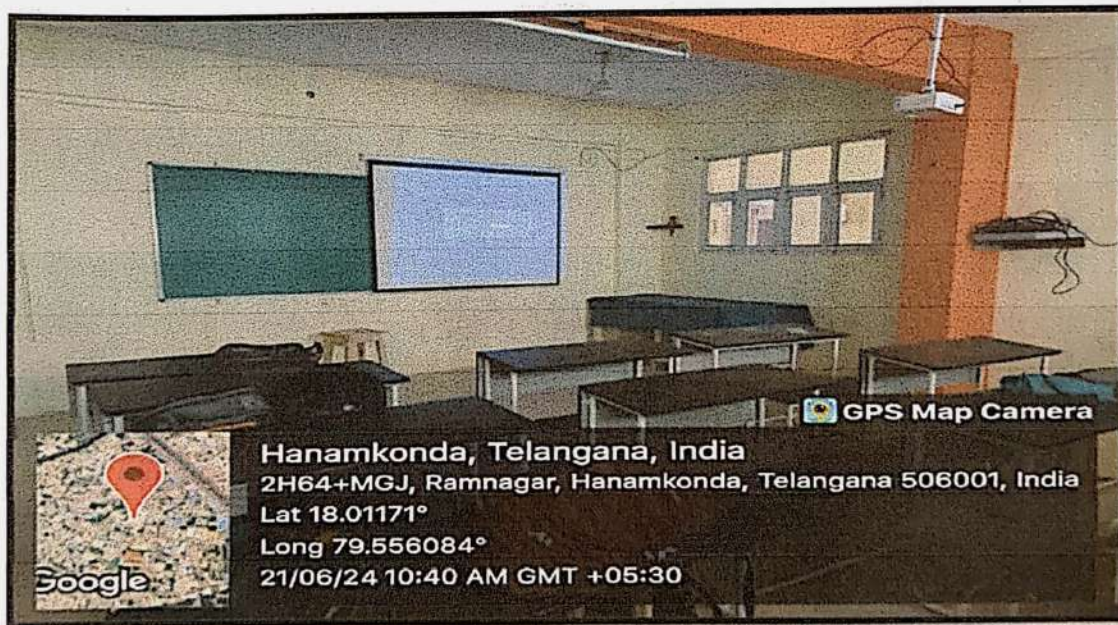 GPS Map Camera
Hanamkonda, Telangana, India
2H64+MGJ, Ramnagar, Hanamkonda, Telangana 506001, India
Lat 18.01171°
Long 79.556084°
21/06/24 10:40 AM GMT +05:30
Google